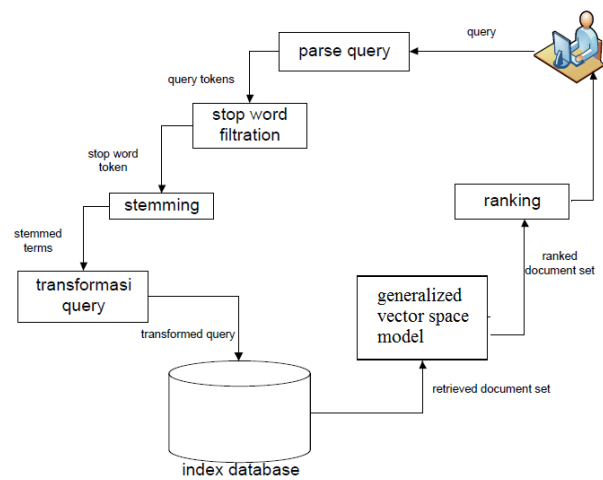 query
parse query
query tokens
stop word
filtration
stop word
token
stemming
stemmed
terms
transformasi
query
transformed query
index database
retrieved document set
generalized
vector space
model
ranked
document set
ranking